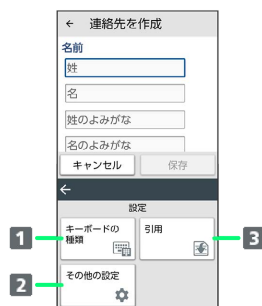 ← 連絡先を作成
名前
姓
名
姓のよみがな
名のよみがな
キャンセル 保存
←
設定
キーボードの
種類
引用
1
3
その他の設定
2